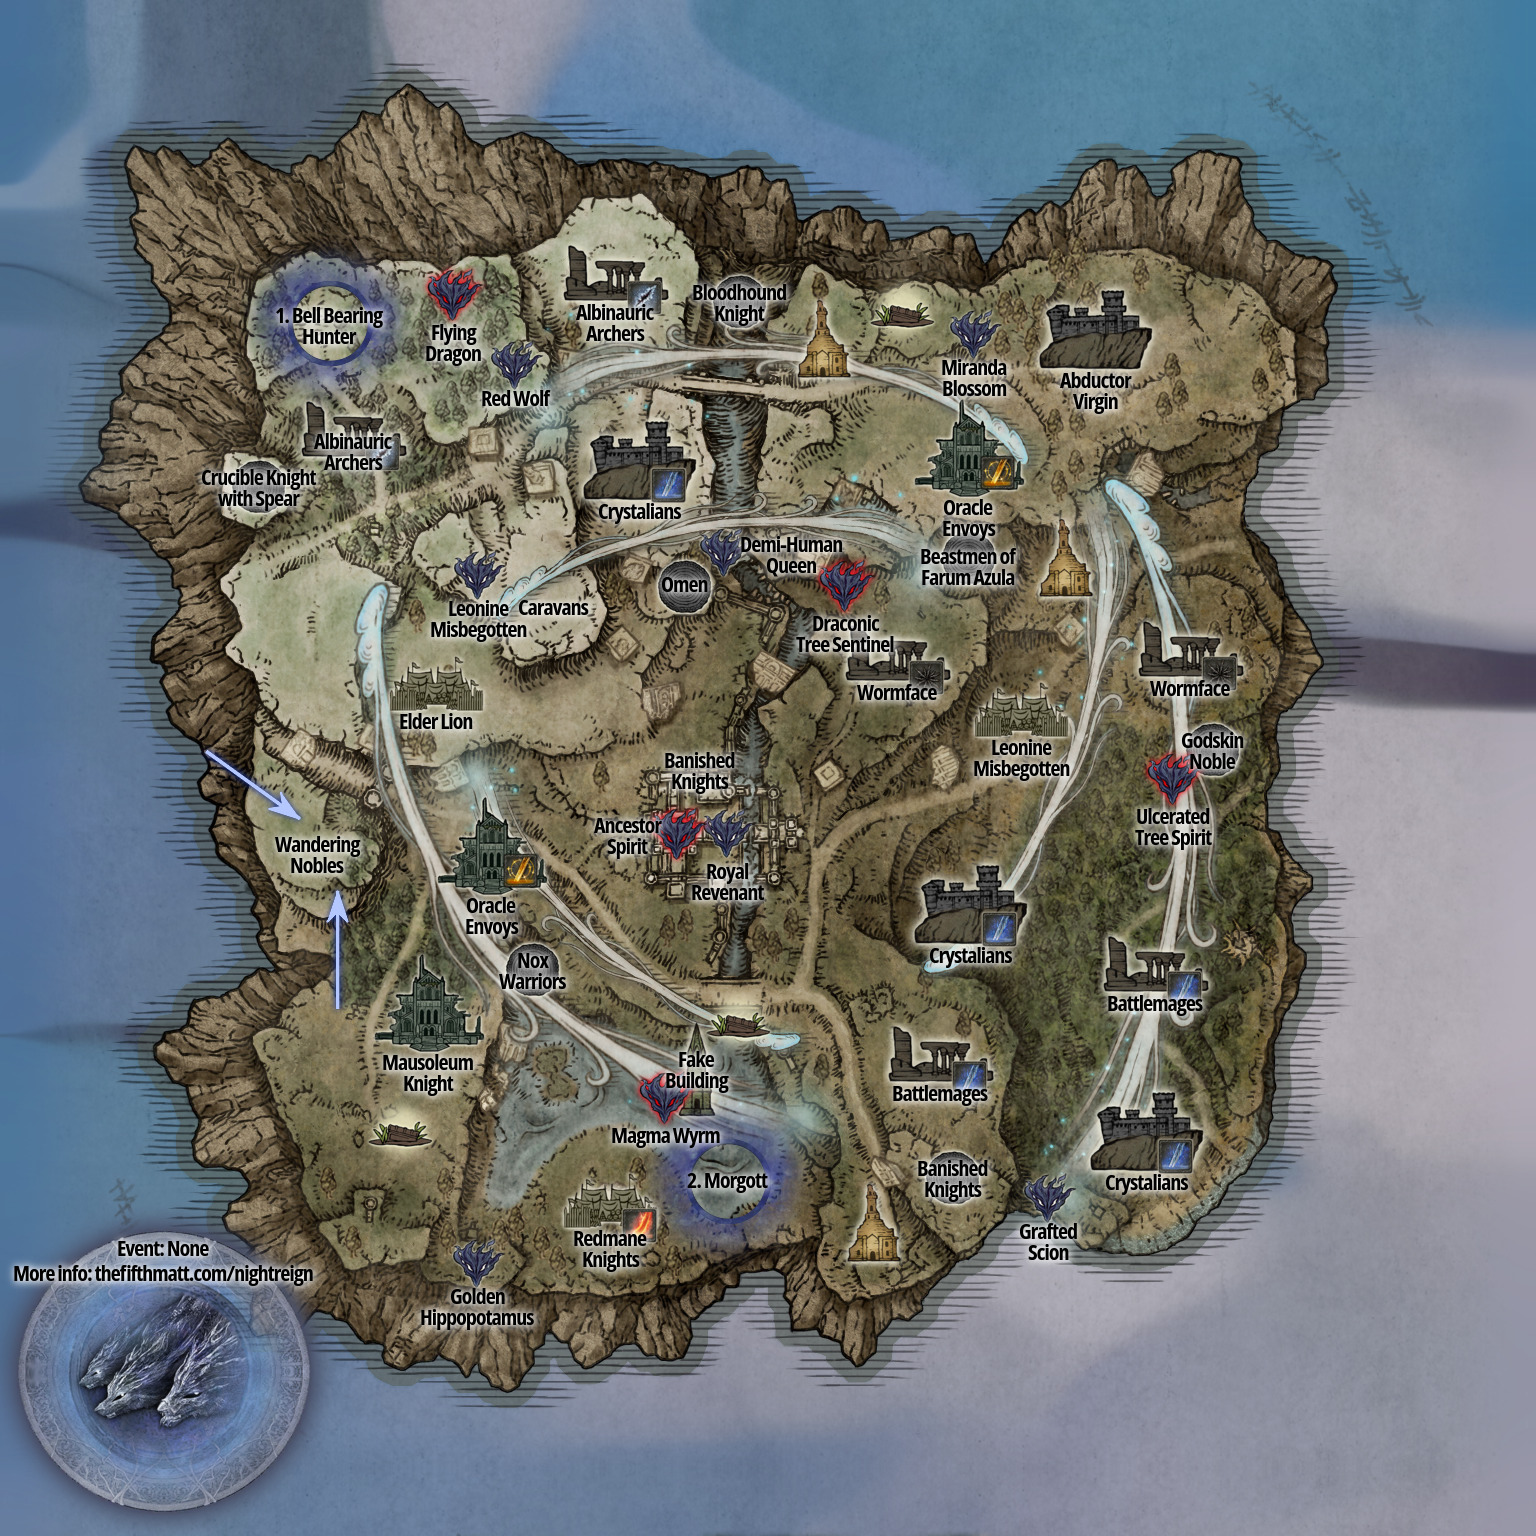 1. Bell Bearing
Hunter
Flying
Dragon
Red Wolf
Albinauric
Archers
Bloodhound
Knight
Miranda
Blossom
Abductor
Virgin
Albinauric
Archers
Crucible Knight
with Spear
Crystalians
Oracle
Envoys
Beastmen of
Farum Azula
Demi-Human
Queen
Omen
Leonine
Misbegotten
Caravans
Draconic
Tree Sentinel
Wormface
Wormface
Elder Lion
Leonine
Misbegotten
Godskin
Noble
Banished
Knights
Ancestor
Spirit
Royal
Revenant
Ulcerated
Tree Spirit
Wandering
Nobles
Oracle
Envoys
Nox
Warriors
Crystalians
Battlemages
Mausoleum
Knight
Fake
Building
Battlemages
Magma Wyrm
2. Morgott
Banished
Knights
Crystalians
Redmane
Knights
Grafted
Scion
Golden
Hippopotamus
Event: None
More info: thefifthmatt.com/nightreign